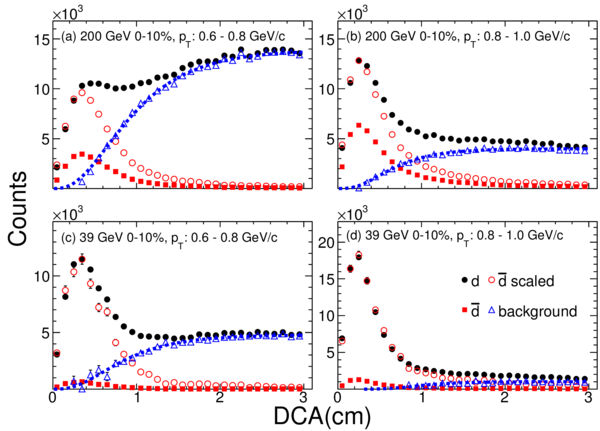 ×10³
×10³
(a) 200 GeV 0-10%, p_T: 0.6 - 0.8 GeV/c
(b) 200 GeV 0-10%, p_T: 0.8 - 1.0 GeV/c
15
15
10
10
5
5
×10³
×10³
(c) 39 GeV 0-10%, p_T: 0.6 - 0.8 GeV/c
(d) 39 GeV 0-10%, p_T: 0.8 - 1.0 GeV/c
20
10
15
d
d̅ scaled
10
5
d̅
background
5
0 1 2 3
0 1 2 3
Counts
DCA(cm)